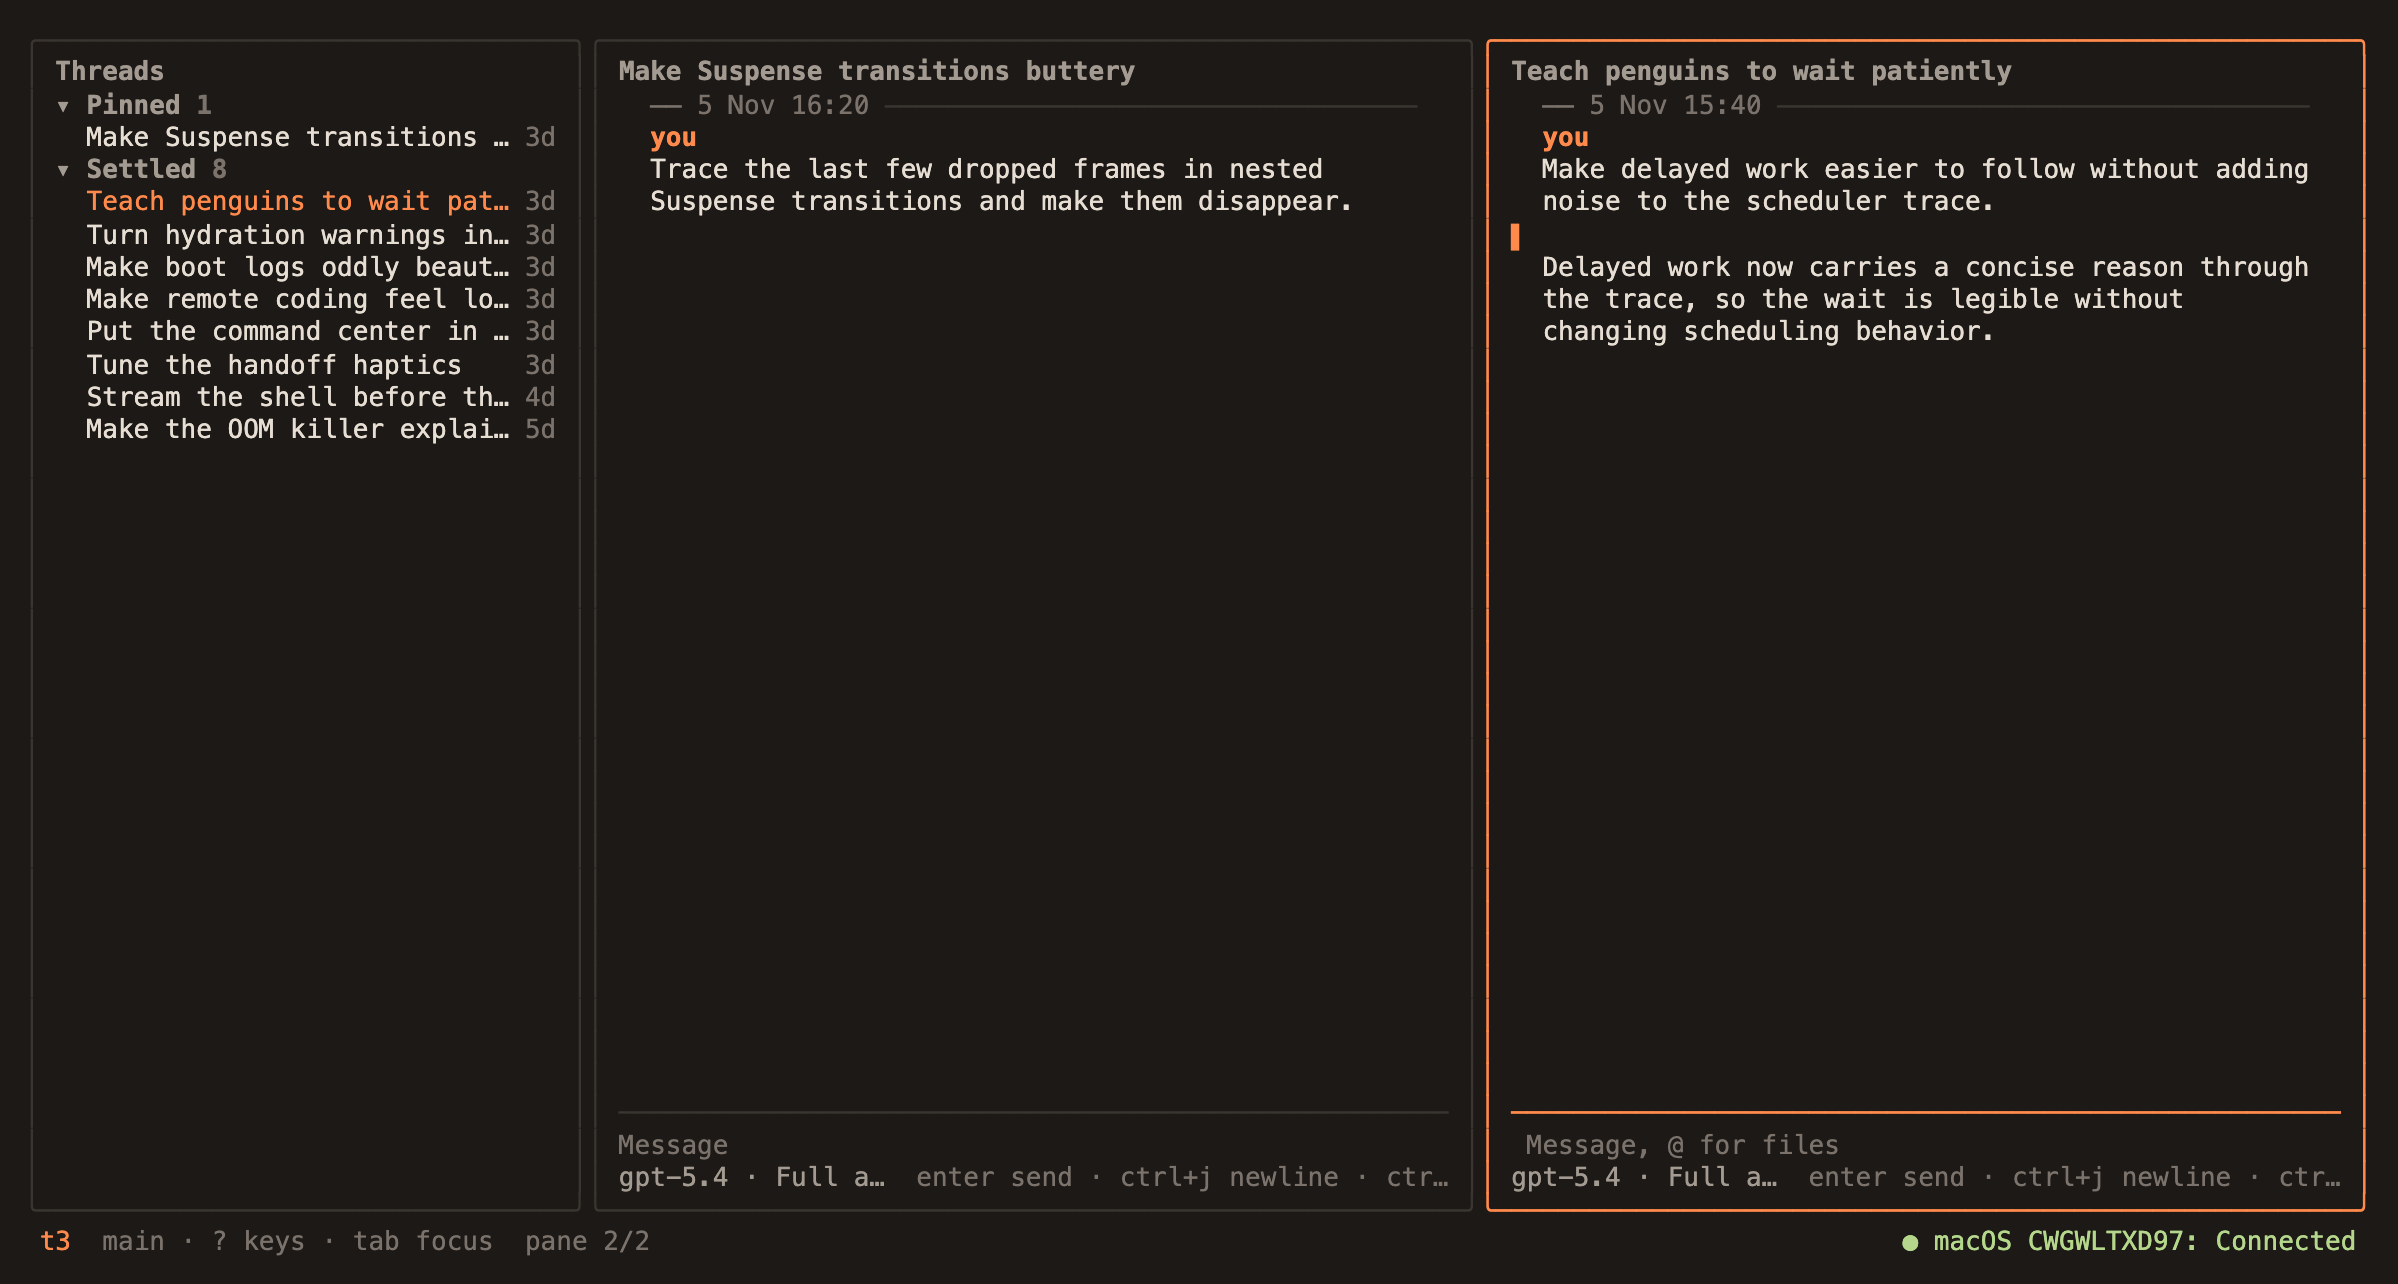 Threads
▾ Pinned 1
Make Suspense transitions … 3d
▾ Settled 8
Teach penguins to wait pat… 3d
Turn hydration warnings in… 3d
Make boot logs oddly beaut… 3d
Make remote coding feel lo… 3d
Put the command center in … 3d
Tune the handoff haptics 3d
Stream the shell before th… 4d
Make the OOM killer explai… 5d
Make Suspense transitions buttery
5 Nov 16:20
you
Trace the last few dropped frames in nested
Suspense transitions and make them disappear.
Message
gpt-5.4 · Full a… enter send · ctrl+j newline · ctr…
Teach penguins to wait patiently
5 Nov 15:40
you
Make delayed work easier to follow without adding
noise to the scheduler trace.
Delayed work now carries a concise reason through
the trace, so the wait is legible without
changing scheduling behavior.
Message, @ for files
gpt-5.4 · Full a… enter send · ctrl+j newline · ctr…
t3 main · ? keys · tab focus pane 2/2
● macOS CWGWLTXD97: Connected